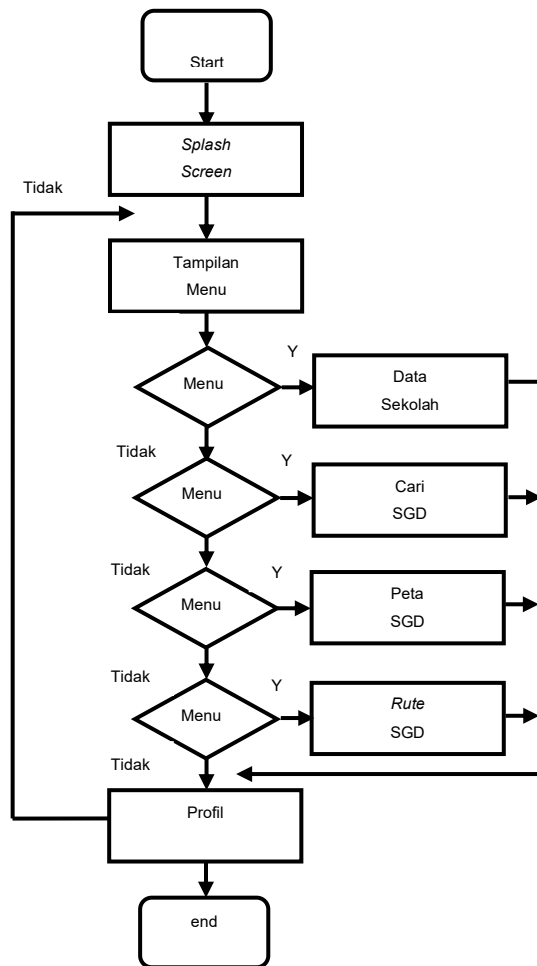 Start
Splash
Screen
Tidak
Tampilan
Menu
Menu
Y
Data
Sekolah
Tidak
Menu
Y
Cari
SGD
Tidak
Menu
Y
Peta
SGD
Tidak
Menu
Y
Rute
SGD
Tidak
Profil
end